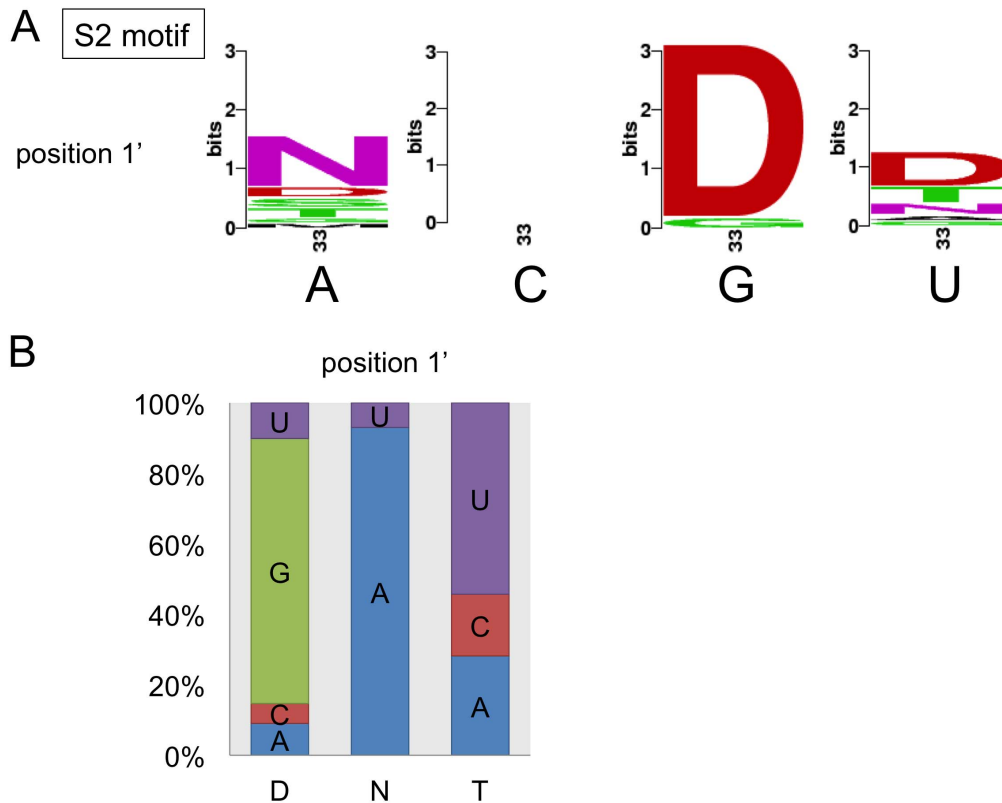 A
S2 motif
position 1’
bits
3
2
1
0
N
D
T
33
A
bits
3
2
1
0
33
C
bits
3
2
1
0
D
33
G
bits
3
2
1
0
D
T
N
33
U
B
position 1’
100%
80%
60%
40%
20%
0%
U
G
C
A
U
A
U
C
A
D
N
T